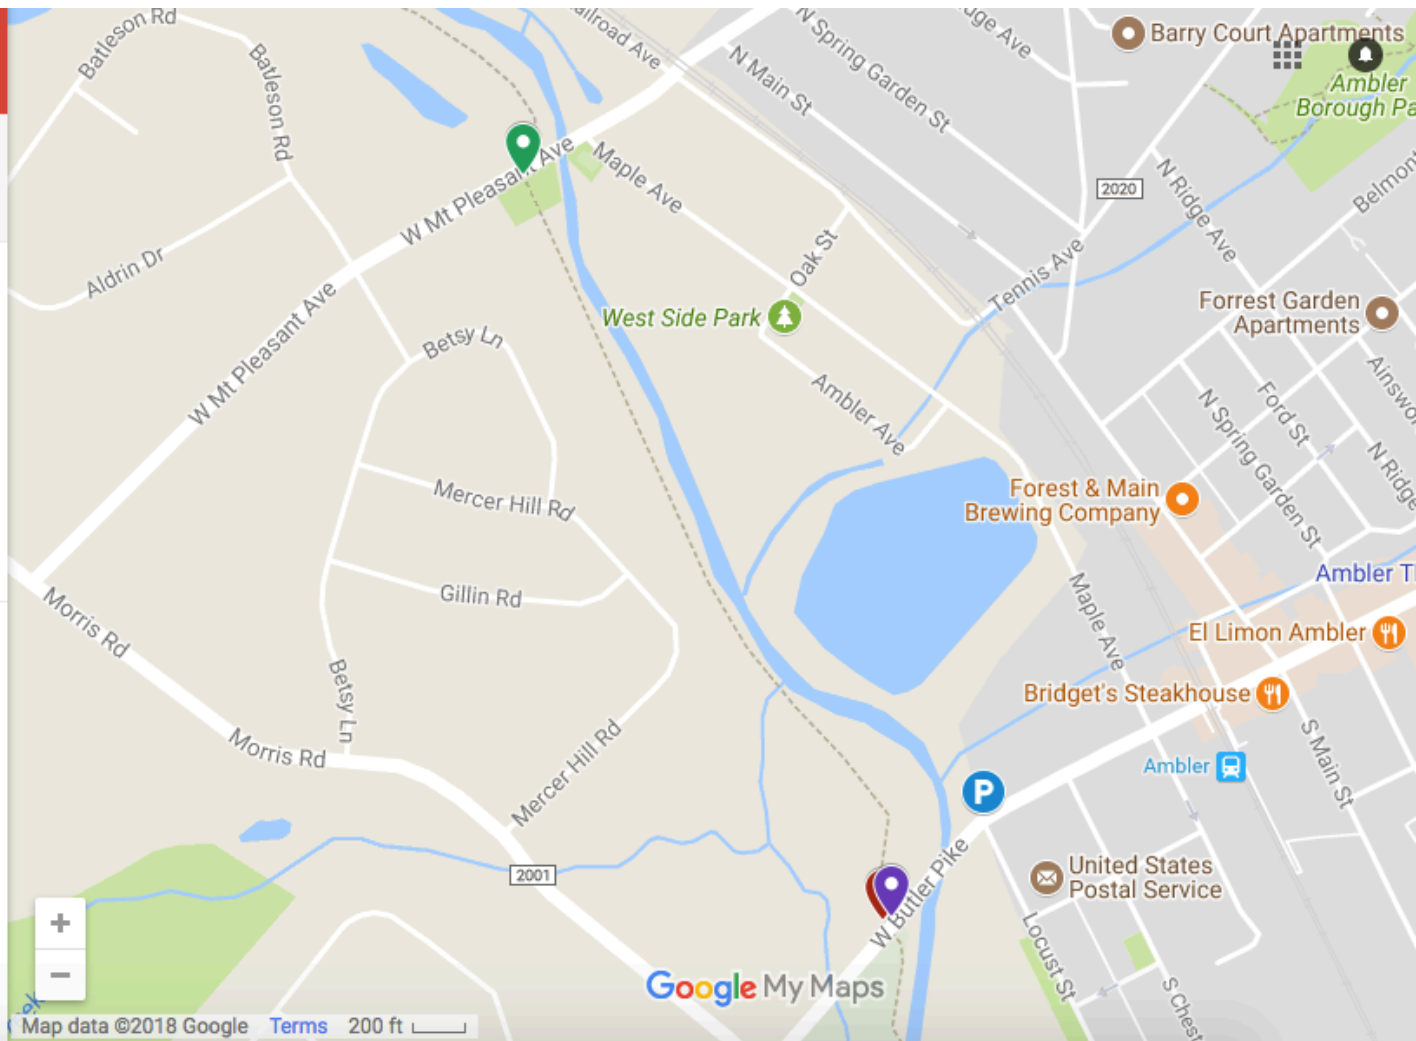 Batleson Rd
Railroad Ave
N Spring Garden St
Ridge Ave
Barry Court Apartments
Batleson Rd
N Main St
Ambler
Borough Pa
W Mt Pleasant Ave
Maple Ave
2020
N Ridge Ave
Belmont
Aldrin Dr
Oak St
Tennis Ave
W Mt Pleasant Ave
Betsy Ln
West Side Park
Forrest Garden
Apartments
Ambler Ave
N Spring Garden St
Ford St
Ainswo
N Ridge
Mercer Hill Rd
Forest & Main
Brewing Company
Gillin Rd
Morris Rd
Maple Ave
Ambler T
El Limon Ambler
Betsy Ln
Bridget's Steakhouse
Morris Rd
Mercer Hill Rd
Ambler
S Main St
P
2001
W Butler Pike
United States
Postal Service
Locust St
S Chest
+
−
Google My Maps
eek
Map data ©2018 Google Terms 200 ft